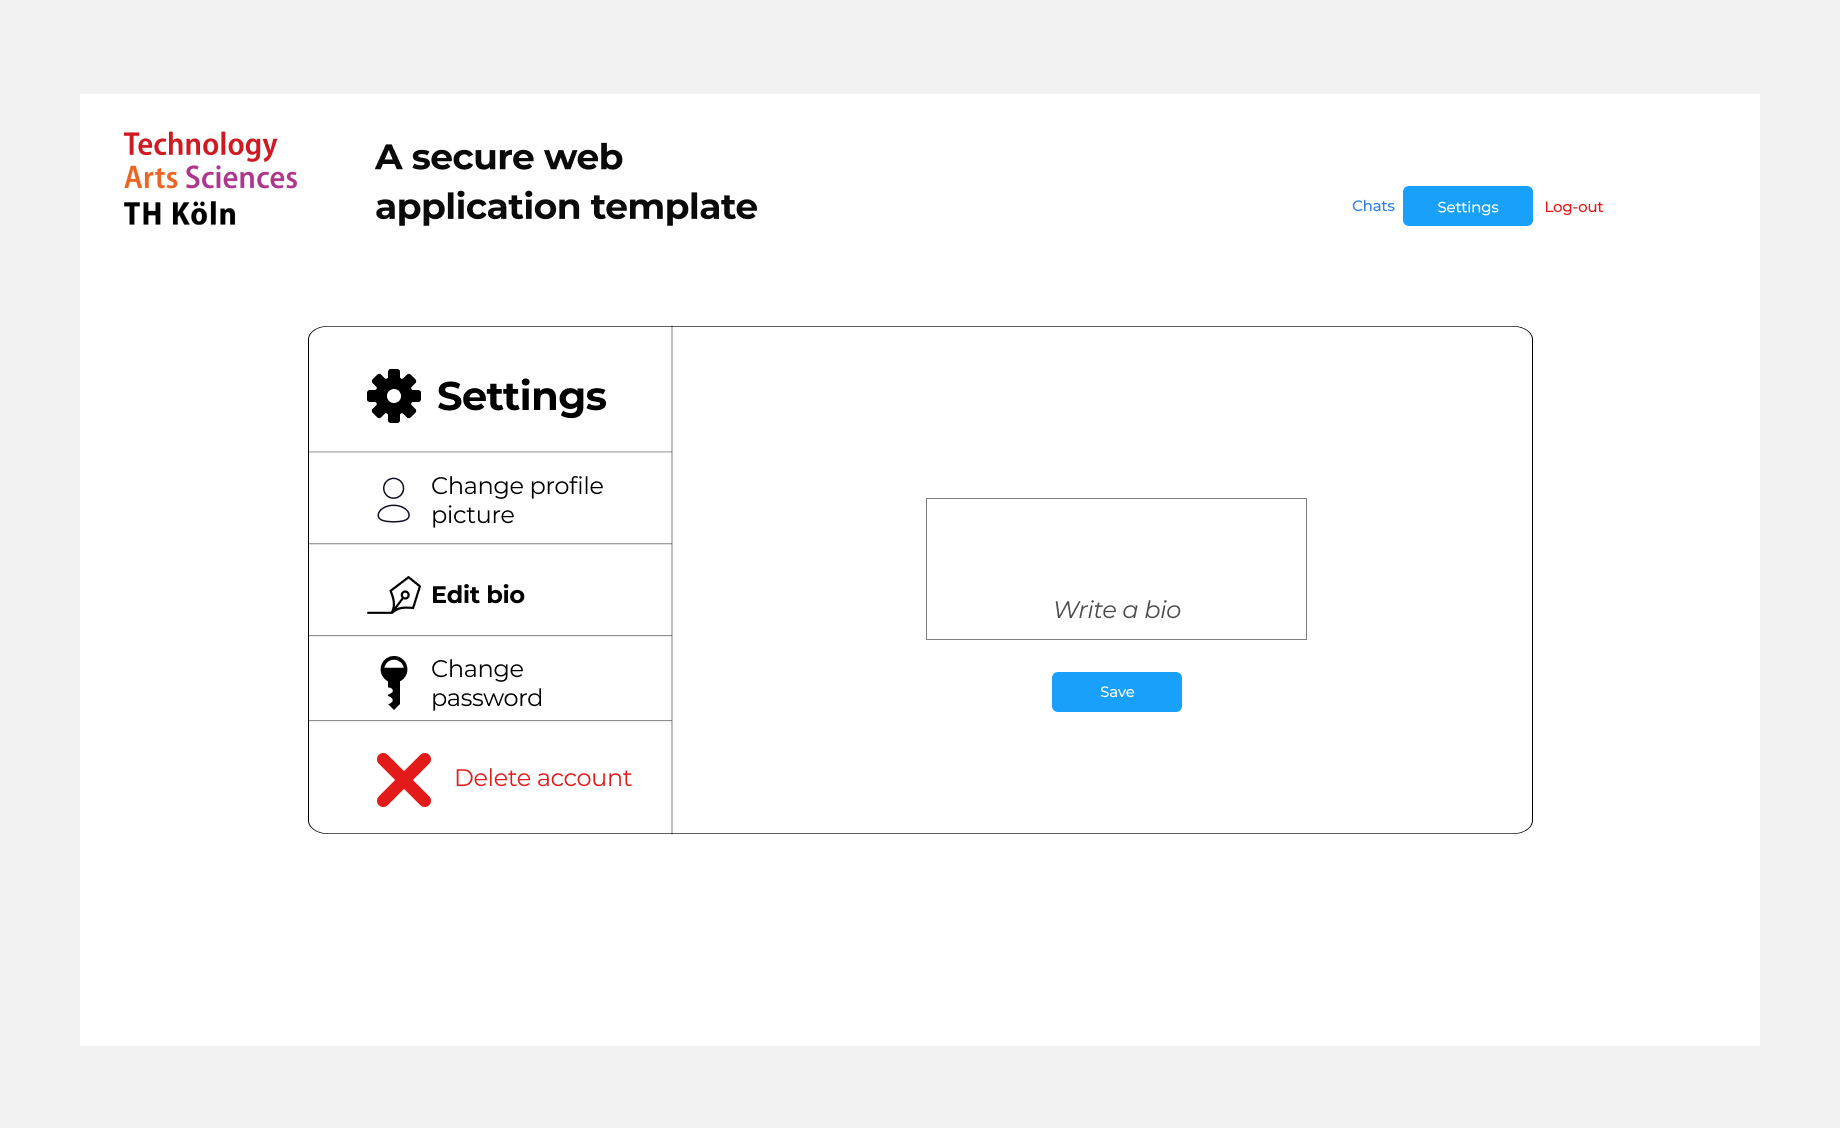 Technology
Arts Sciences
TH Köln
A secure web
application template
Chats
Settings
Log-out
Settings
Change profile
picture
Edit bio
Change
password
Delete account
Write a bio
Save